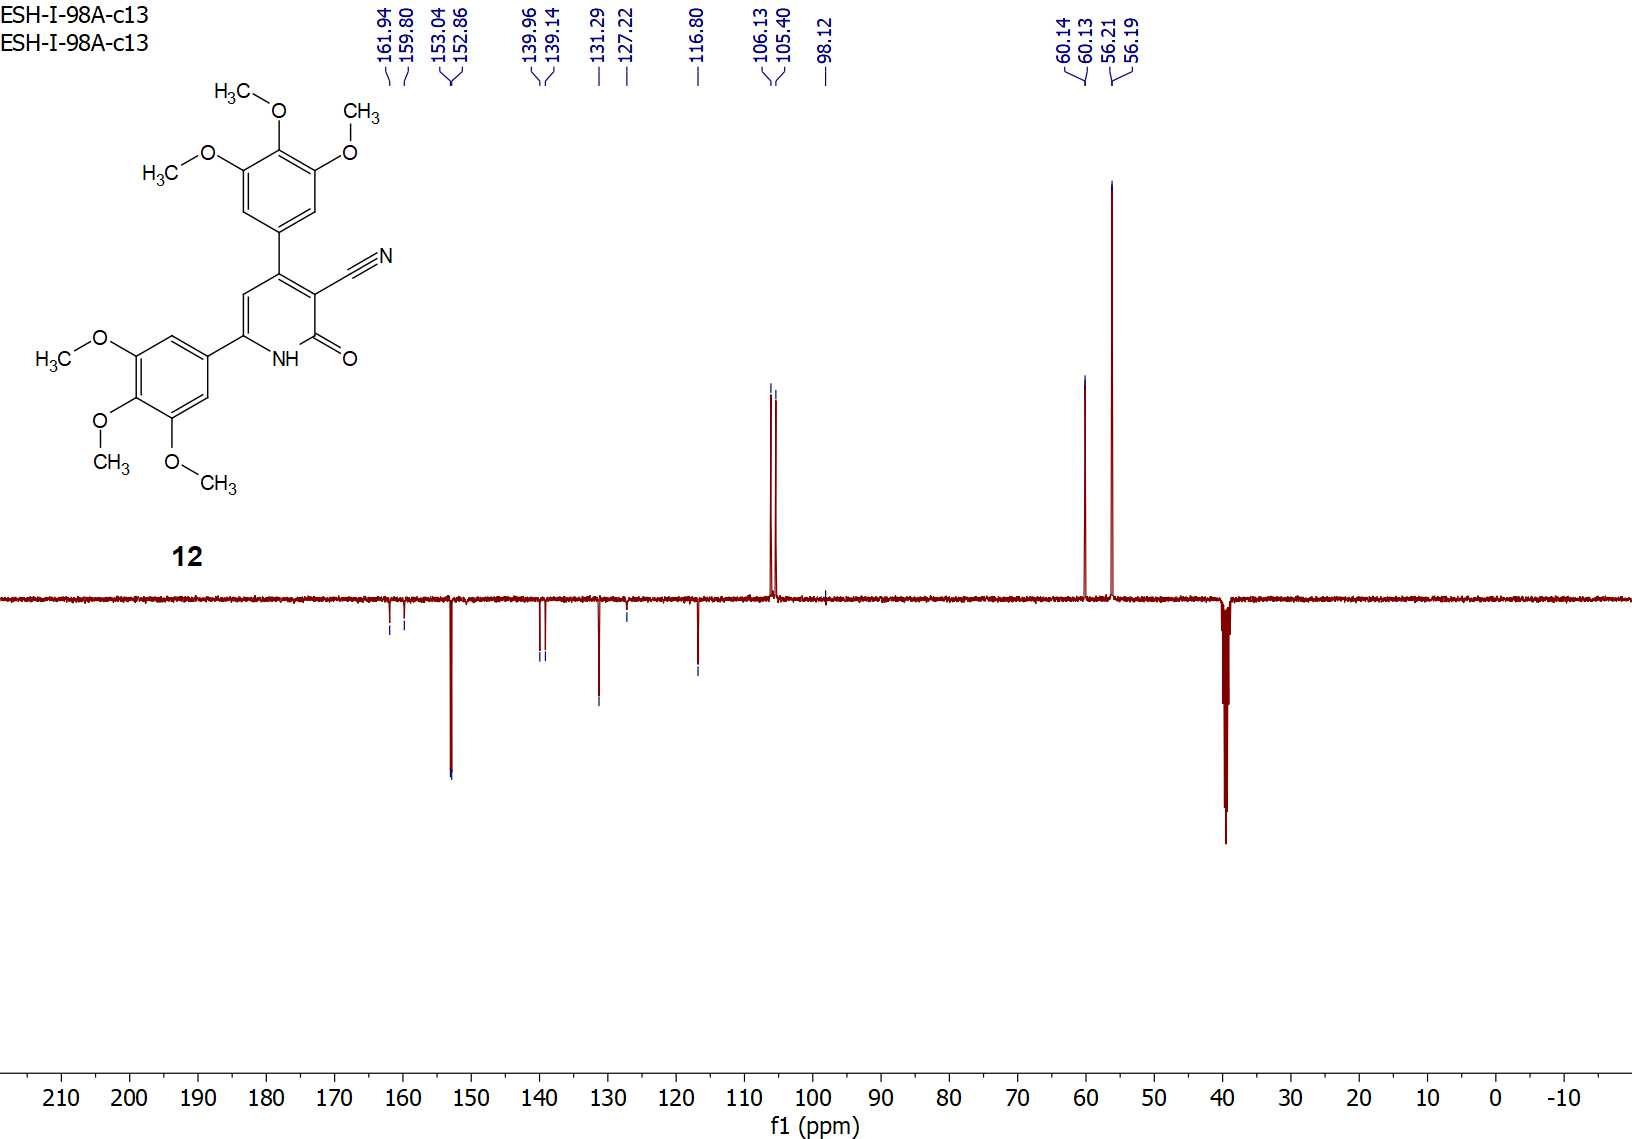 ESH-I-98A-c13
ESH-I-98A-c13
161.94
159.80
153.04
152.86
139.96
139.14
131.29
127.22
116.80
106.13
105.40
98.12
60.14
60.13
56.21
56.19
H3C
O
CH3
O
O
H3C
N
O
H3C
NH
O
O
CH3
O
CH3
12
210 200 190 180 170 160 150 140 130 120 110 100 90 80 70 60 50 40 30 20 10 0 -10
f1 (ppm)